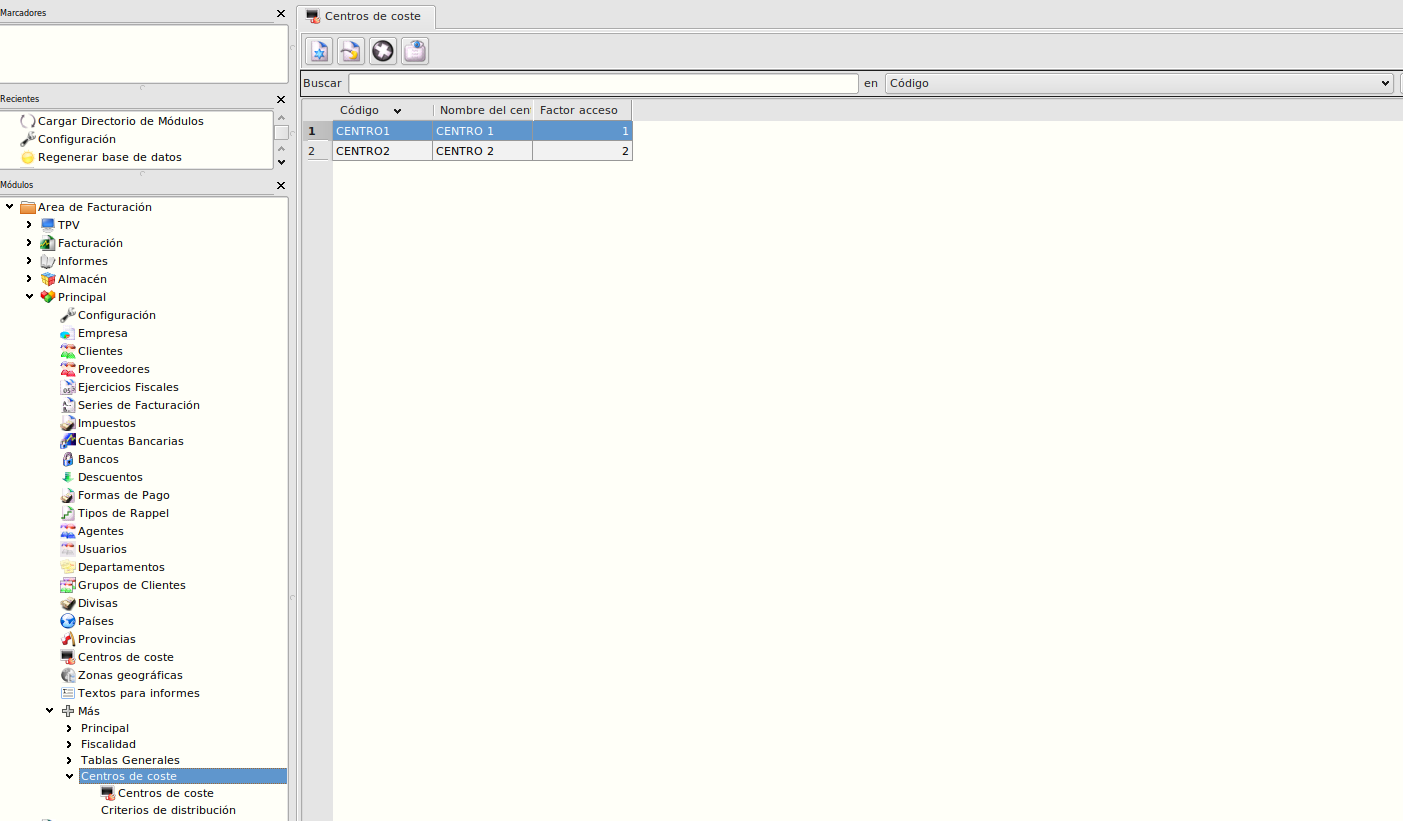 Marcadores
Recientes
Cargar Directorio de Módulos
Configuración
Regenerar base de datos
Módulos
Area de Facturación
TPV
Facturación
Informes
Almacén
Principal
Configuración
Empresa
Clientes
Proveedores
Ejercicios Fiscales
Series de Facturación
Impuestos
Cuentas Bancarias
Bancos
Descuentos
Formas de Pago
Tipos de Rappel
Agentes
Usuarios
Departamentos
Grupos de Clientes
Divisas
Países
Provincias
Centros de coste
Zonas geográficas
Textos para informes
Más
Principal
Fiscalidad
Tablas Generales
Centros de coste
Centros de coste
Criterios de distribución
Centros de coste
Buscar en Código
Código Nombre del cen Factor acceso
1 CENTRO1 CENTRO 1 1
2 CENTRO2 CENTRO 2 2